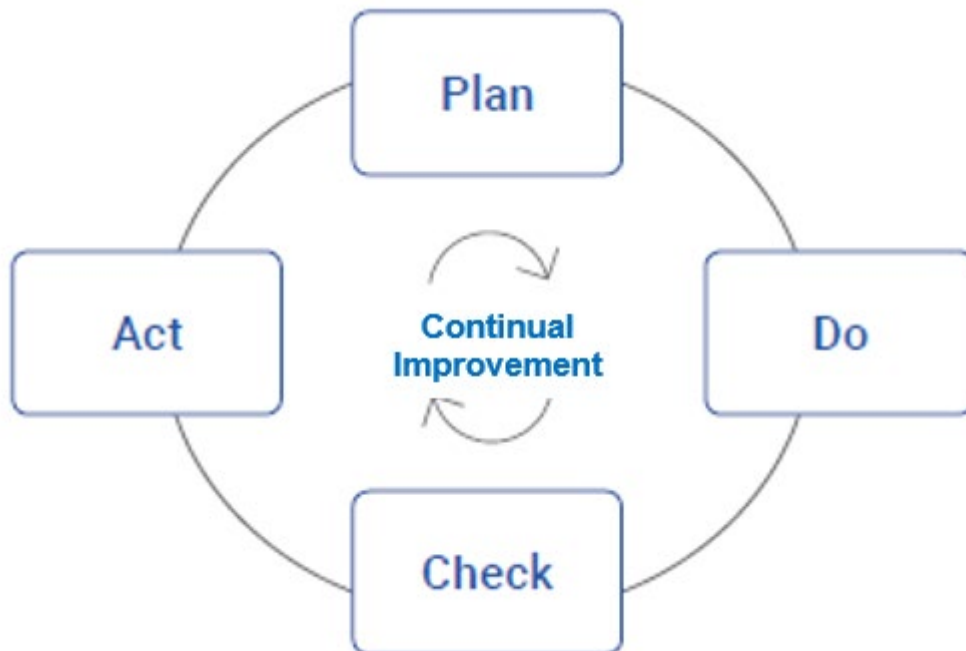 Plan
Act
Continual
Improvement
Do
Check